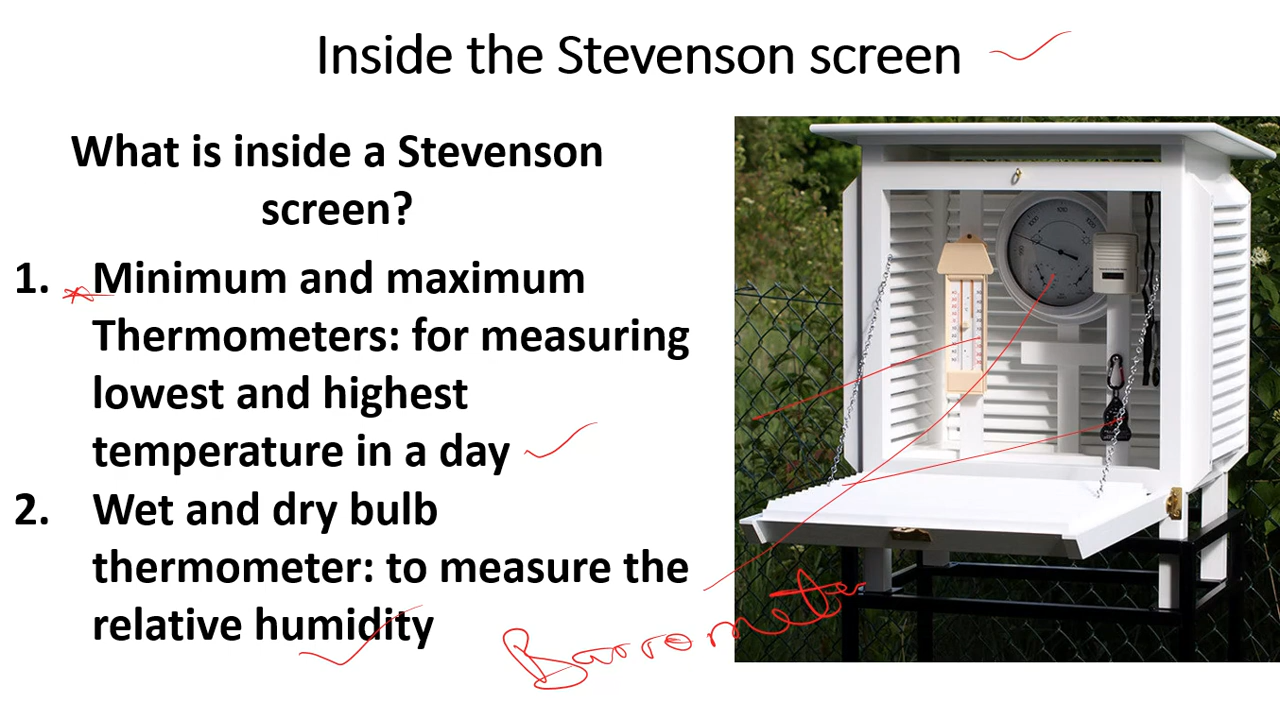 Inside the Stevenson screen
What is inside a Stevenson
screen?
1. Minimum and maximum
Thermometers: for measuring
lowest and highest
temperature in a day
2. Wet and dry bulb
thermometer: to measure the
relative humidity
Barrometer